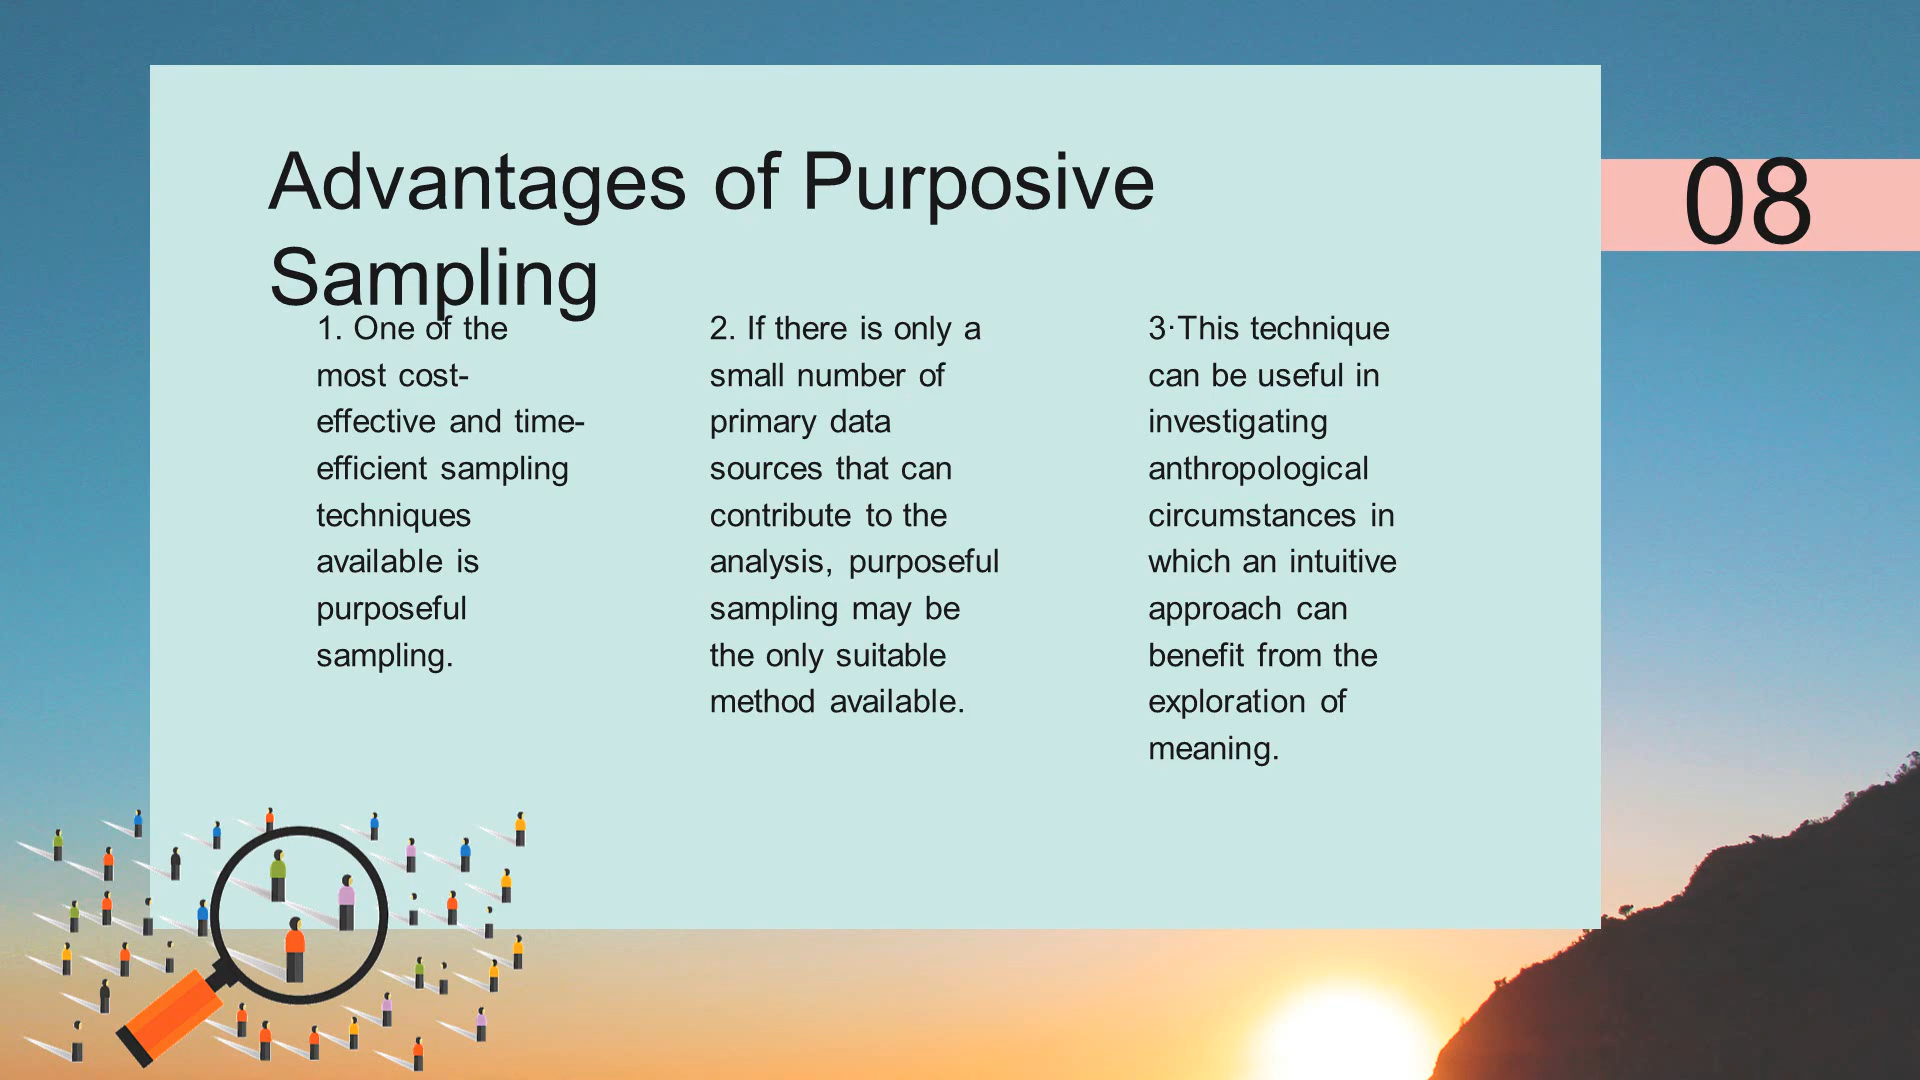 Advantages of Purposive
Sampling
08
1. One of the
most cost-
effective and time-
efficient sampling
techniques
available is
purposeful
sampling.
2. If there is only a
small number of
primary data
sources that can
contribute to the
analysis, purposeful
sampling may be
the only suitable
method available.
3·This technique
can be useful in
investigating
anthropological
circumstances in
which an intuitive
approach can
benefit from the
exploration of
meaning.